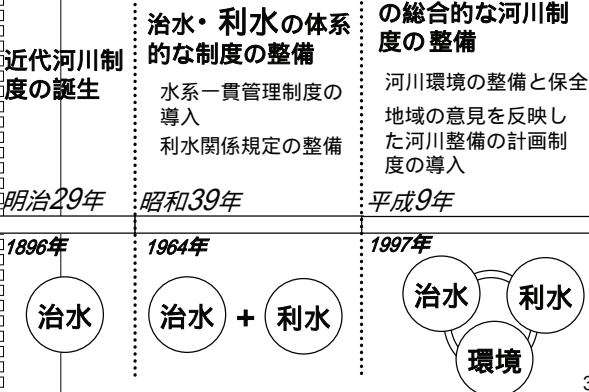 近代河川制
度の誕生
明治29年
1896年
治水
治水・利水の体系
的な制度の整備
水系一貫管理制度の
導入
利水関係規定の整備
昭和39年
1964年
治水 + 利水
の総合的な河川制
度の整備
河川環境の整備と保全
地域の意見を反映し
た河川整備の計画制
度の導入
平成9年
1997年
治水 利水
環境
3